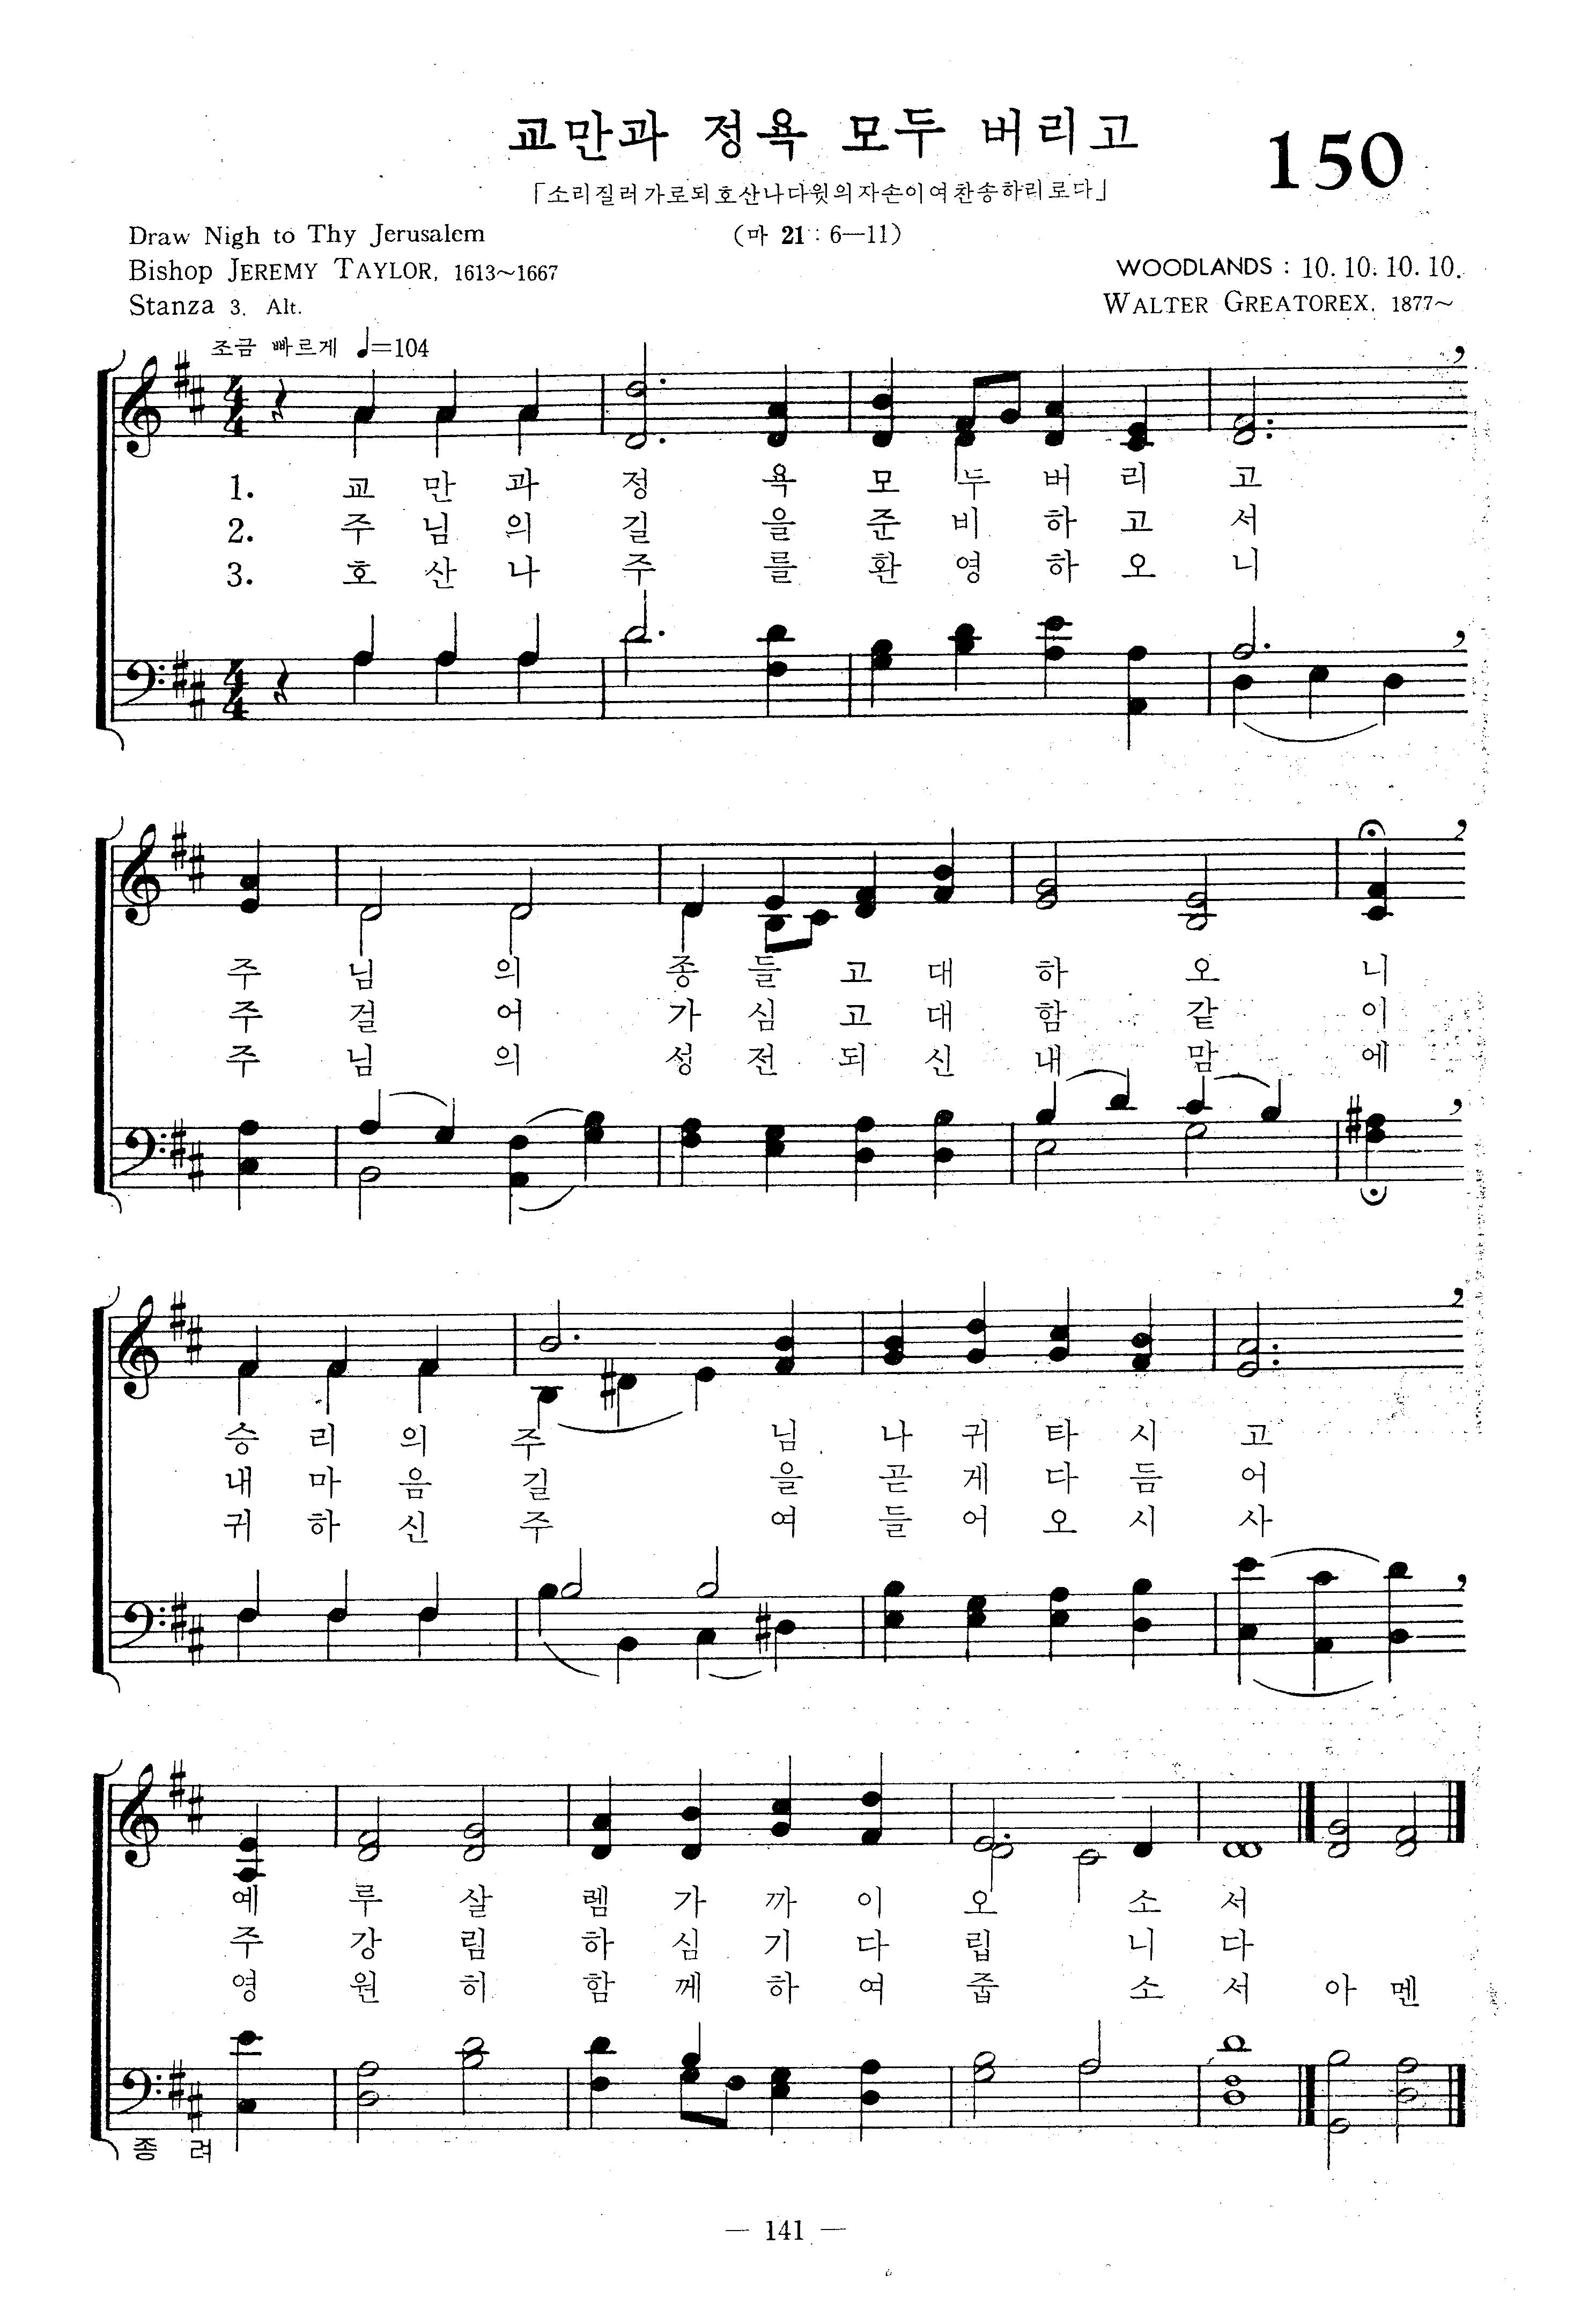 교만과 정욕 모두 버리고
150
「소리질러가로되호산나다윗의자손이여찬송하리로다」
Draw Nigh to Thy Jerusalem
(마 21 : 6—11)
Bishop JEREMY TAYLOR, 1613~1667
WOODLANDS : 10. 10. 10. 10.
Stanza 3. Alt.
WALTER GREATOREX, 1877~
조금 빠르게 ♩=104
1. 교 만 과 정 욕 모 두 버 리 고
2. 주 님 의 길 을 준 비 하 고 서
3. 호 산 나 주 를 환 영 하 오 니
주 님 의 종 들 고 대 하 오 니
주 걸 어 가 심 고 대 함 같 이
주 님 의 성 전 되 신 내 맘 에
승 리 의 주 님 나 귀 타 시 고
내 마 음 길 을 곧 게 다 듬 어
귀 하 신 주 여 들 어 오 시 사
예 루 살 렘 가 까 이 오 소 서
주 강 림 하 심 기 다 립 니 다
영 원 히 함 께 하 여 줍 소 서 아 멘
종 려
— 141 —